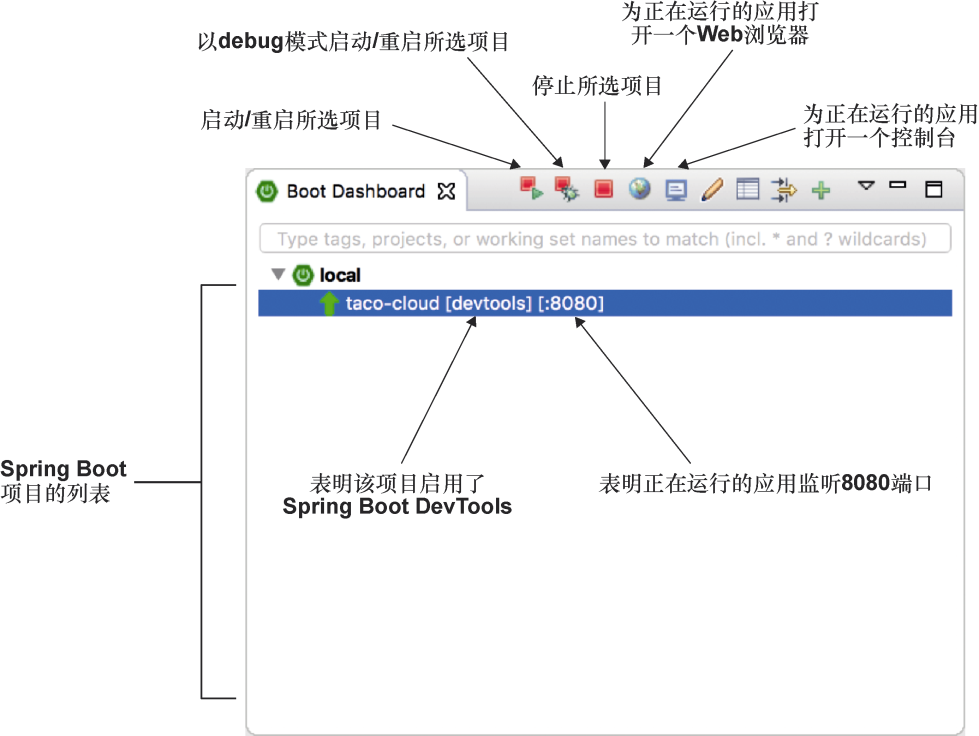 为正在运行的应用打
开一个Web浏览器
以debug模式启动/重启所选项目
停止所选项目
启动/重启所选项目
为正在运行的应用
打开一个控制台
Boot Dashboard
Type tags, projects, or working set names to match (incl. * and ? wildcards)
local
taco-cloud [devtools] [:8080]
Spring Boot
项目的列表
表明该项目启用了
Spring Boot DevTools
表明正在运行的应用监听8080端口